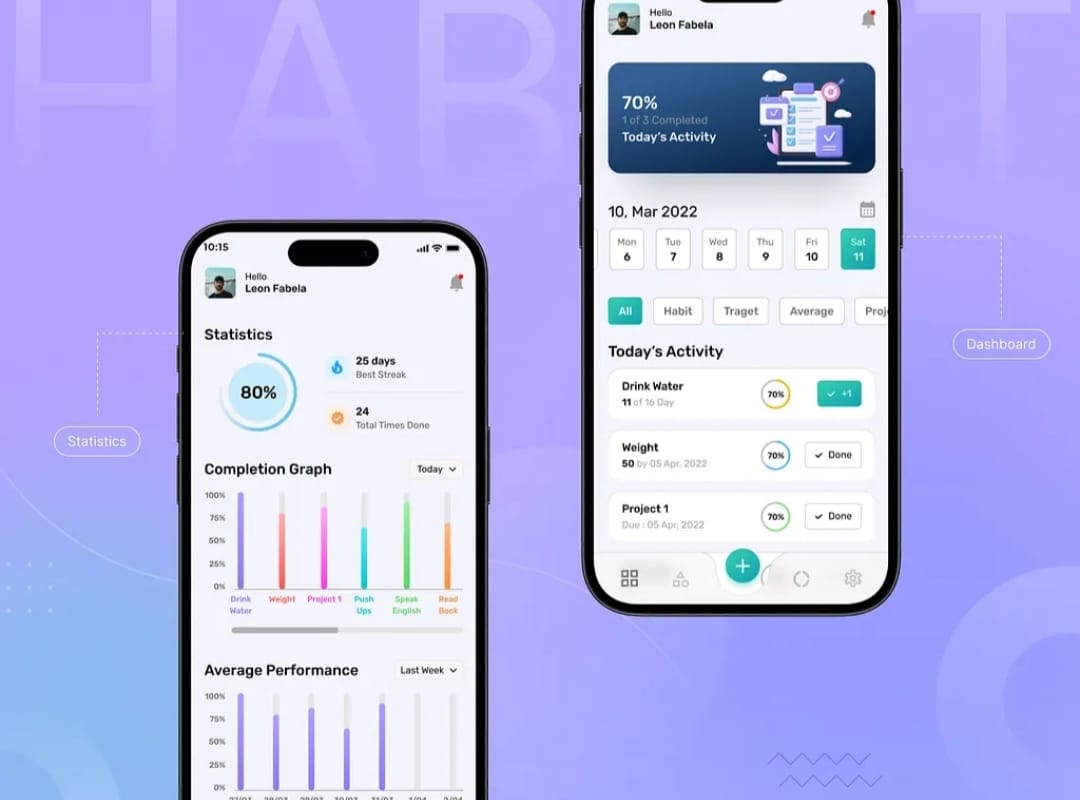 HABIT
Hello
Leon Fabela
70%
1 of 3 Completed
Today's Activity
10, Mar 2022
Mon
6
Tue
7
Wed
8
Thu
9
Fri
10
Sat
11
All
Habit
Traget
Average
Proj
Today's Activity
Drink Water
11 of 16 Day
70%
+1
Weight
50 by 05 Apr, 2022
70%
Done
Project 1
Due : 05 Apr, 2022
70%
Done
Dashboard
10:15
Hello
Leon Fabela
Statistics
80%
25 days
Best Streak
24
Total Times Done
Statistics
Completion Graph
Today
100%
75%
50%
25%
0%
Drink
Water
Weight
Project 1
Push
Ups
Speak
English
Read
Book
Average Performance
Last Week
100%
75%
50%
25%
0%